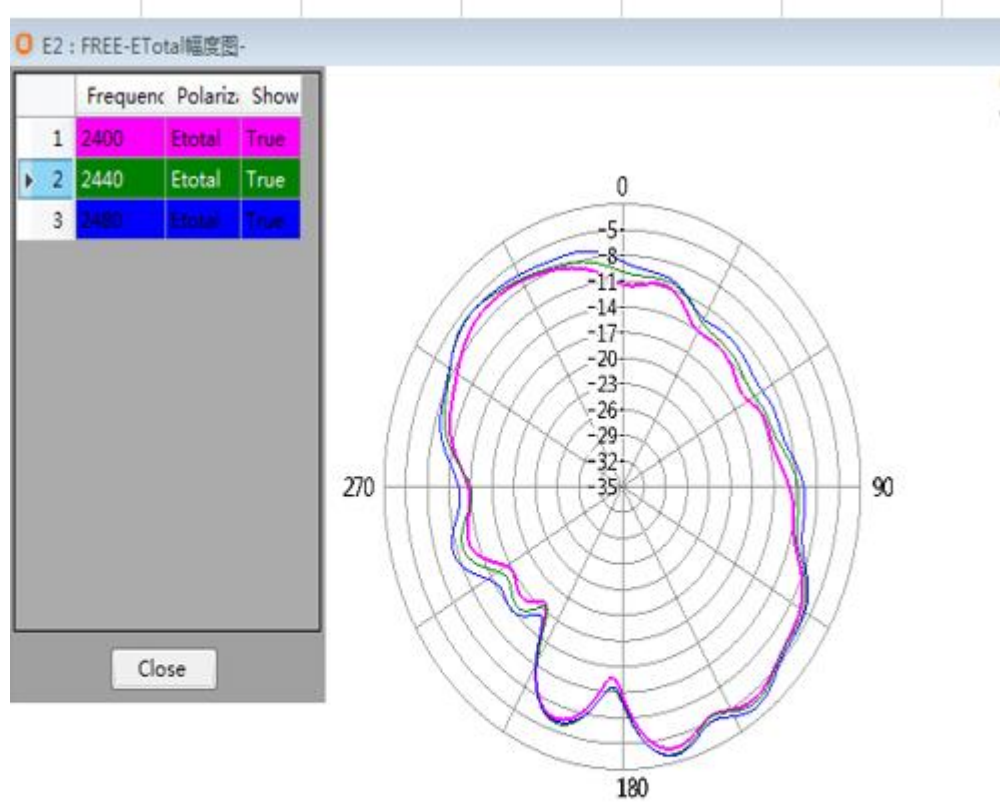 E2 : FREE-ETotal幅度图-
Frequenc Polariz Show
1 2400 Etotal True
2 2440 Etotal True
3 2480 Etotal True
Close
0
-5
-8
-11
-14
-17
-20
-23
-26
-29
-32
-35
270
90
180